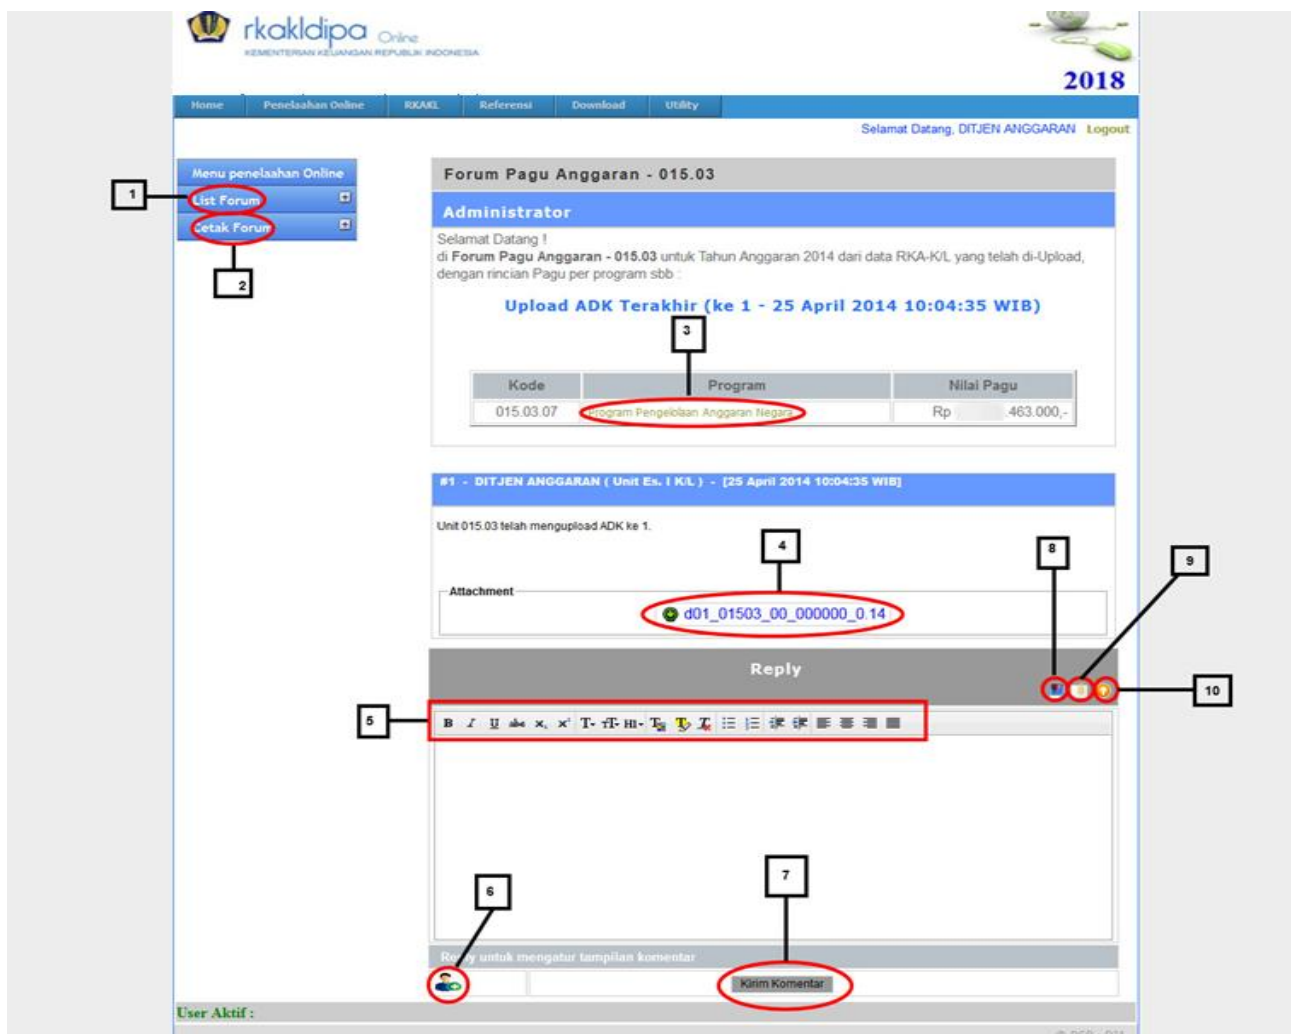 rkakldipa Online
KEMENTERIAN KEUANGAN REPUBLIK INDONESIA
2018
Home Penelaahan Online RKAKL Referensi Download Utility
Selamat Datang, DITJEN ANGGARAN Logout
Menu penelaahan Online
1
List Forum
Cetak Forum
2
Forum Pagu Anggaran - 015.03
Administrator
Selamat Datang !
di Forum Pagu Anggaran - 015.03 untuk Tahun Anggaran 2014 dari data RKA-K/L yang telah di-Upload,
dengan rincian Pagu per program sbb :
Upload ADK Terakhir (ke 1 - 25 April 2014 10:04:35 WIB)
3
Kode Program Nilai Pagu
015.03.07 Program Pengelolaan Anggaran Negara Rp .463.000,-
#1 - DITJEN ANGGARAN ( Unit Es. I K/L ) - [25 April 2014 10:04:35 WIB]
Unit 015.03 telah mengupload ADK ke 1.
4
8
9
Attachment
d01_01503_00_000000_0.14
Reply
10
5
B I U abc x, x² T- TT- H1- T T T
6
7
Reply untuk mengatur tampilan komentar
Kirim Komentar
User Aktif :